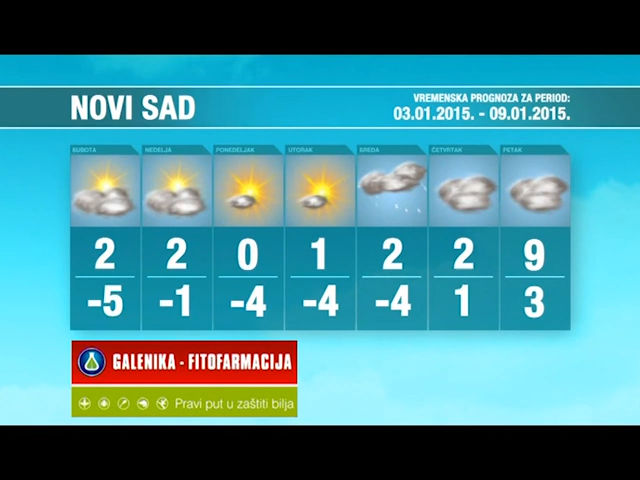 NOVI SAD
VREMENSKA PROGNOZA ZA PERIOD:
03.01.2015. - 09.01.2015.
SUBOTA NEDELJA PONEDELJAK UTORAK SREDA ČETVRTAK PETAK
2 2 0 1 2 2 9
-5 -1 -4 -4 -4 1 3
GALENIKA - FITOFARMACIJA
Pravi put u zaštiti bilja